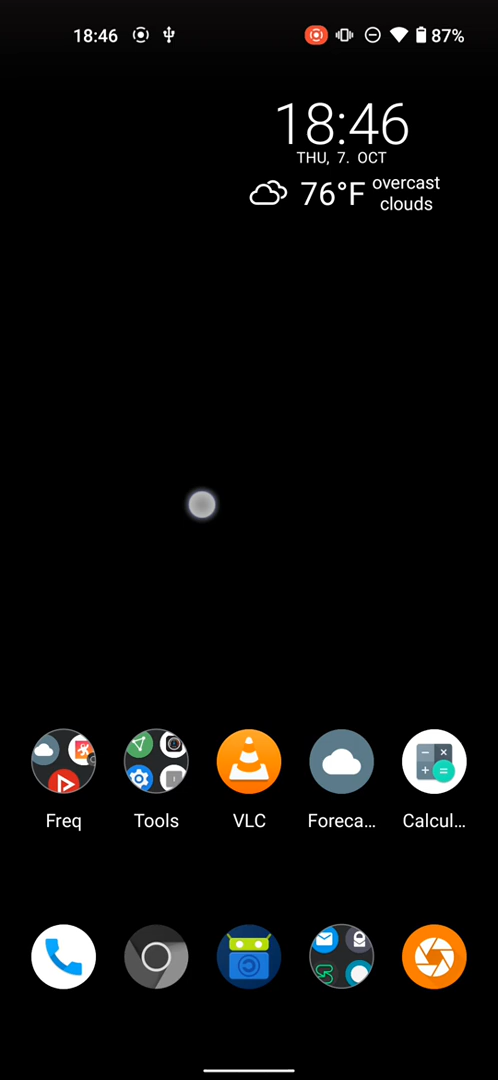 18:46
87%
18:46
THU, 7. OCT
76°F overcast clouds
Freq
Tools
VLC
Foreca...
Calcul...